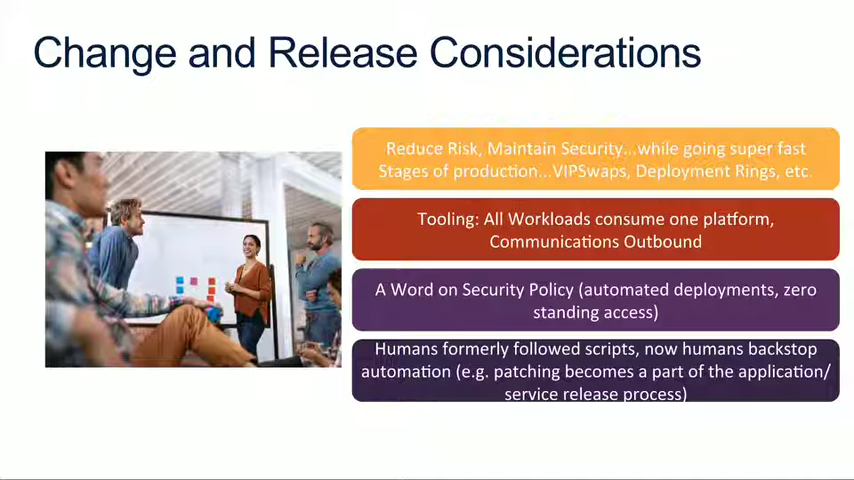 Change and Release Considerations
Reduce Risk, Maintain Security...while going super fast
Stages of production...VIPSwaps, Deployment Rings, etc.
Tooling: All Workloads consume one platform,
Communications Outbound
A Word on Security Policy (automated deployments, zero
standing access)
Humans formerly followed scripts, now humans backstop
automation (e.g. patching becomes a part of the application/
service release process)